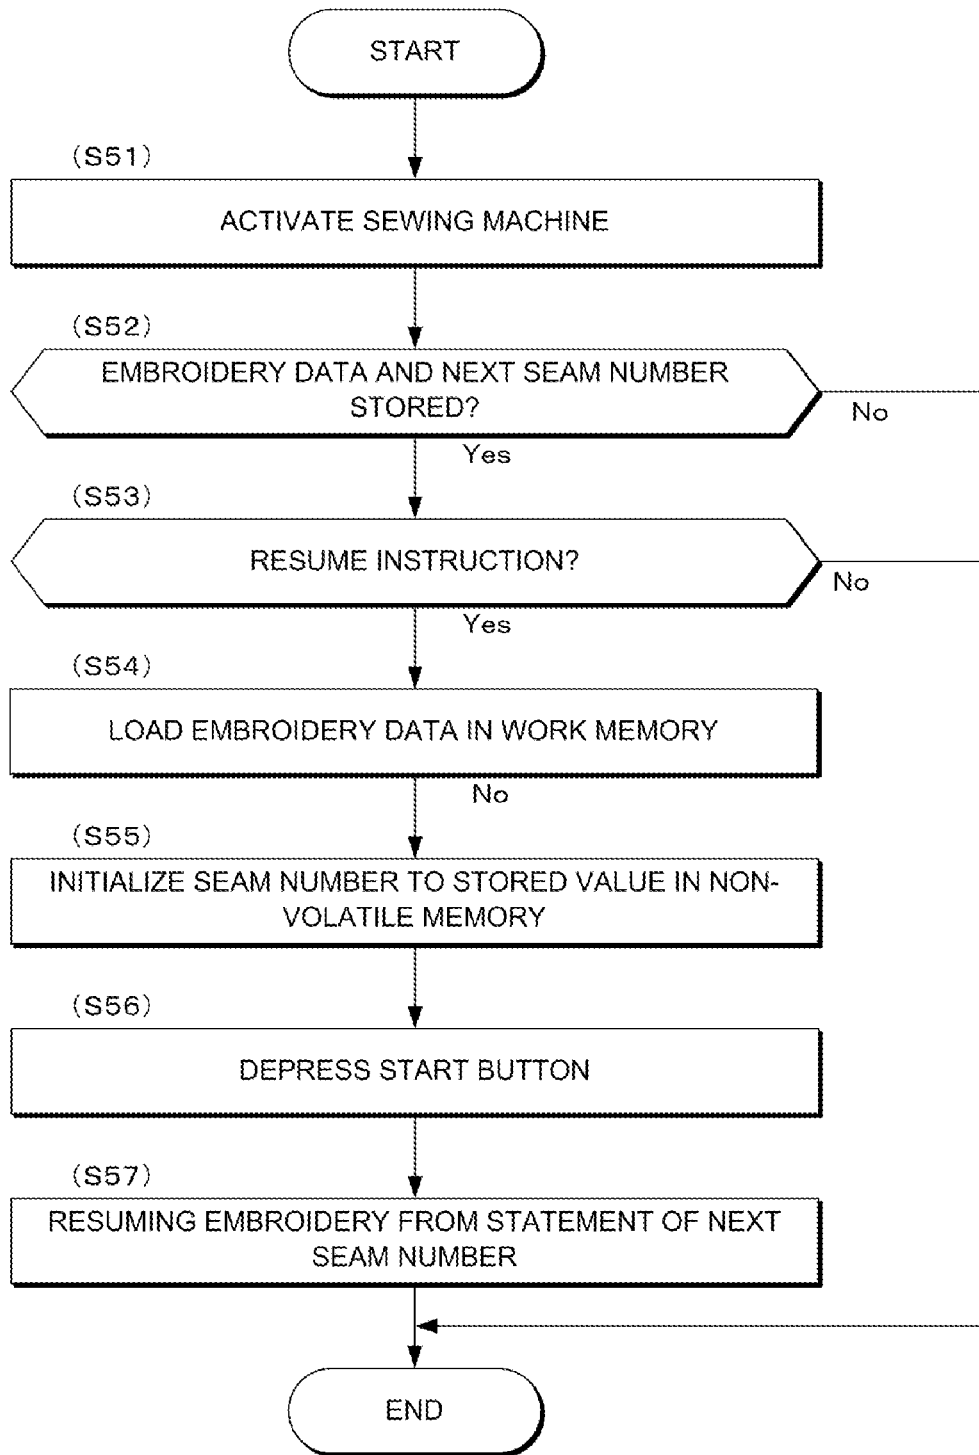 START
(S51)
ACTIVATE SEWING MACHINE
(S52)
EMBROIDERY DATA AND NEXT SEAM NUMBER
STORED?
No
Yes
(S53)
RESUME INSTRUCTION?
No
Yes
(S54)
LOAD EMBROIDERY DATA IN WORK MEMORY
No
(S55)
INITIALIZE SEAM NUMBER TO STORED VALUE IN NON-
VOLATILE MEMORY
(S56)
DEPRESS START BUTTON
(S57)
RESUMING EMBROIDERY FROM STATEMENT OF NEXT
SEAM NUMBER
END